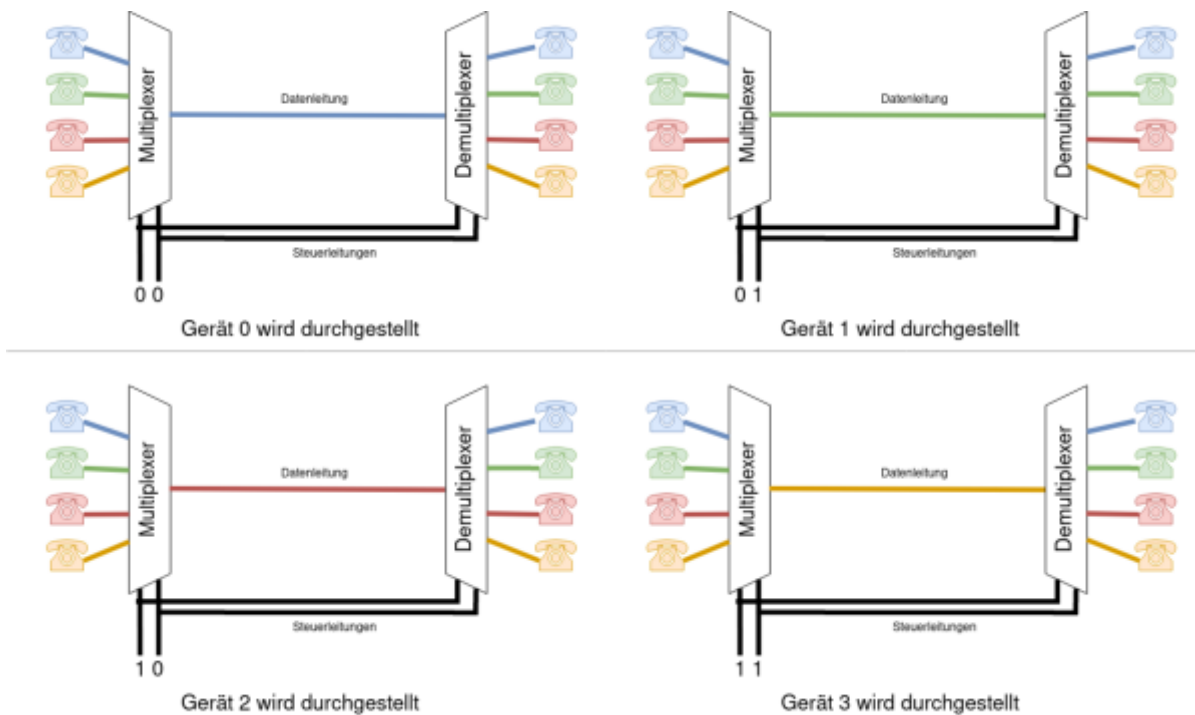 Multiplexer
Datenleitung
Demultiplexer
Steuerleitungen
0 0
Gerät 0 wird durchgestellt
Multiplexer
Datenleitung
Demultiplexer
Steuerleitungen
0 1
Gerät 1 wird durchgestellt
Multiplexer
Datenleitung
Demultiplexer
Steuerleitungen
1 0
Gerät 2 wird durchgestellt
Multiplexer
Datenleitung
Demultiplexer
Steuerleitungen
1 1
Gerät 3 wird durchgestellt